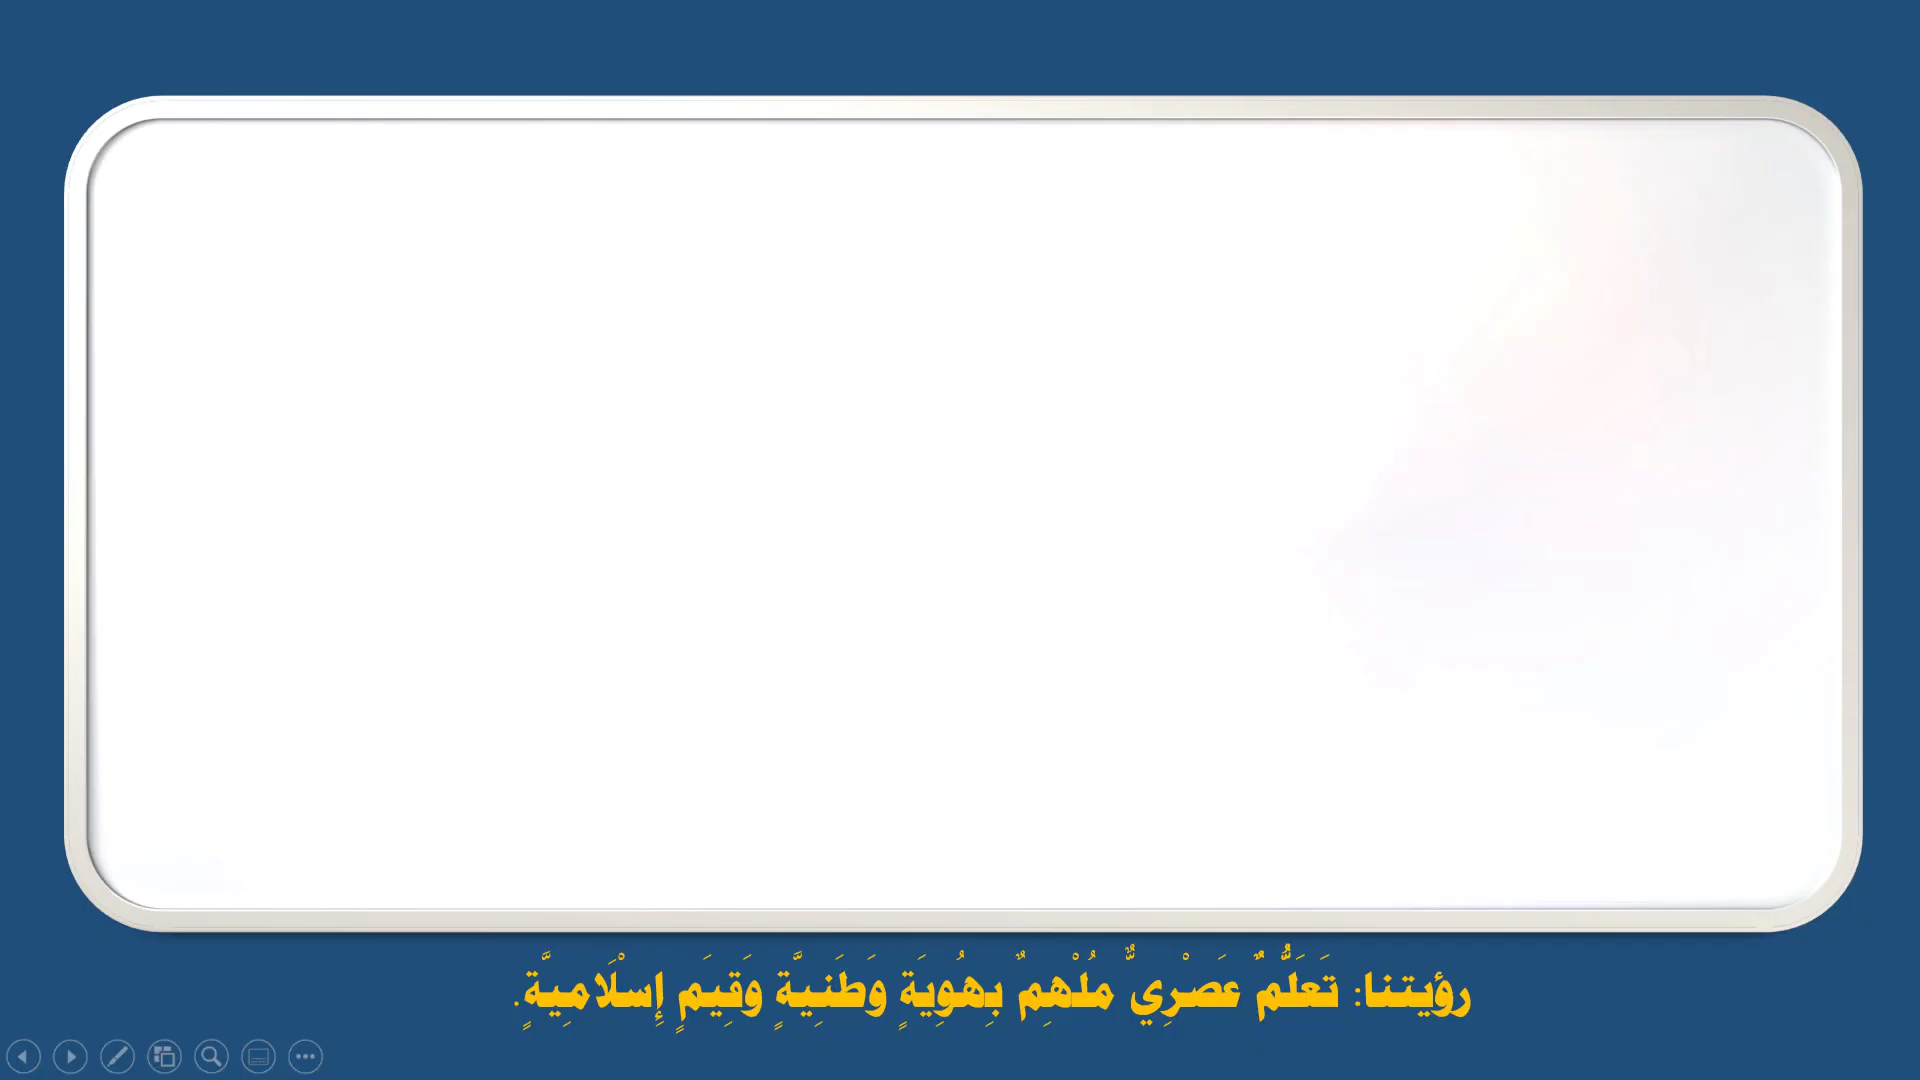 رؤيتنا: تَعَلُّمٌ عَصْرِيٌّ مُلْهِمٌ بِهُوِيَةٍ وَطَنِيَّةٍ وَقِيَمٍ إِسْلَامِيَّةٍ.